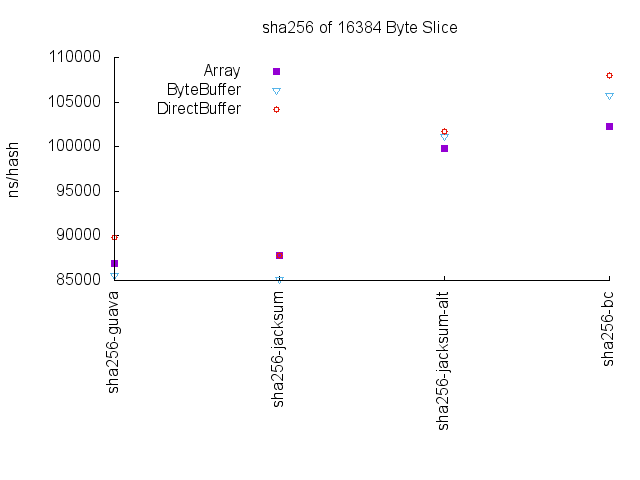 sha256 of 16384 Byte Slice
ns/hash
110000
105000
100000
95000
90000
85000
Array
ByteBuffer
DirectBuffer
sha256-guava
sha256-jacksum
sha256-jacksum-alt
sha256-bc